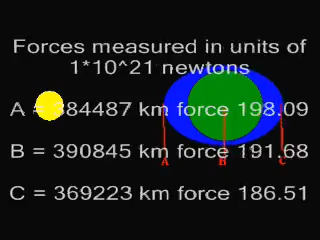 Forces measured in units of
1*10^21 newtons
A = 384487 km force 198.09
B = 390845 km force 191.68
A B C
C = 369223 km force 186.51